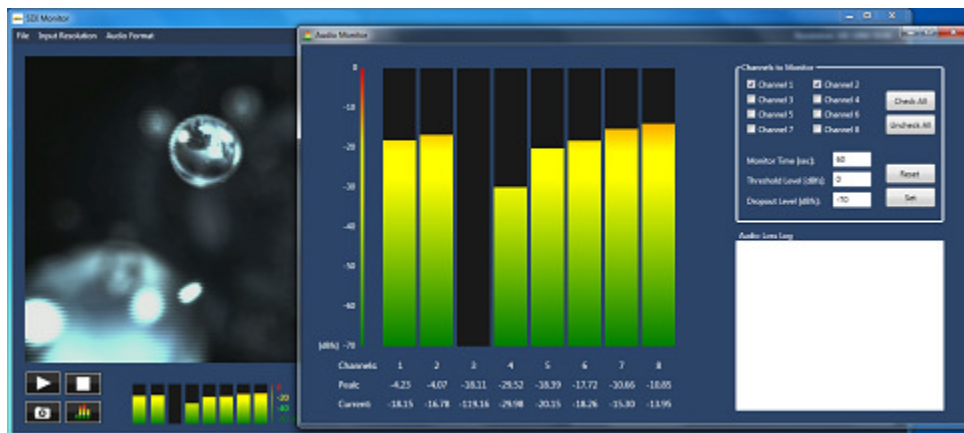 SDI Monitor
File Input Resolution Audio Format
Audio Monitor
0
-10
-20
-30
-40
-50
-60
[dBfs] -70
Channels: 1 2 3 4 5 6 7 8
Peak: -4.23 -4.07 -18.11 -29.52 -18.39 -17.72 -10.66 -10.85
Current: -18.15 -16.78 -119.16 -29.98 -20.15 -18.26 -15.30 -13.95
Channels to Monitor
Channel 1 Channel 2
Channel 3 Channel 4
Channel 5 Channel 6
Channel 7 Channel 8
Check All
Uncheck All
Monitor Time (sec): 60
Threshold Level (dBfs): 0
Dropout Level (dBfs): -70
Reset
Set
Audio Loss Log
0
-20
-40